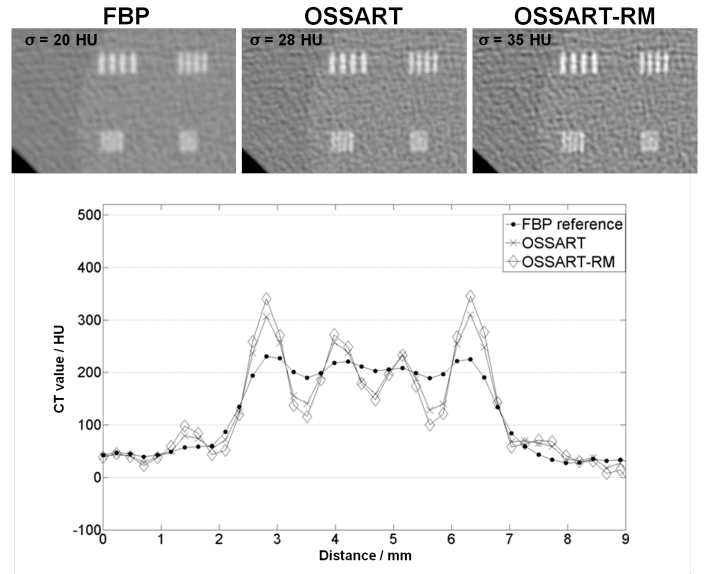 FBP OSSART OSSART-RM
σ = 20 HU σ = 28 HU σ = 35 HU
500
400
300
200
100
0
-100
CT value / HU
FBP reference
OSSART
OSSART-RM
0 1 2 3 4 5 6 7 8 9
Distance / mm